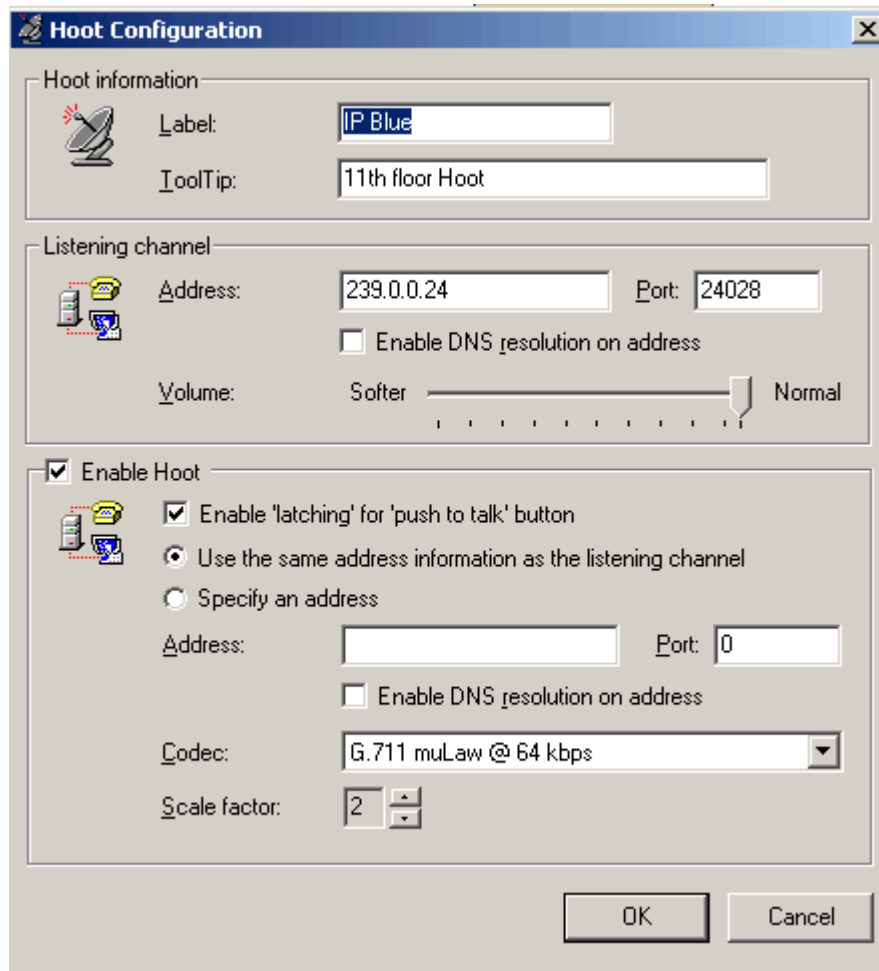 Hoot Configuration
Hoot information
Label: IP Blue
ToolTip: 11th floor Hoot
Listening channel
Address: 239.0.0.24 Port: 24028
Enable DNS resolution on address
Volume: Softer Normal
Enable Hoot
Enable 'latching' for 'push to talk' button
Use the same address information as the listening channel
Specify an address
Address: Port: 0
Enable DNS resolution on address
Codec: G.711 muLaw @ 64 kbps
Scale factor: 2
OK Cancel